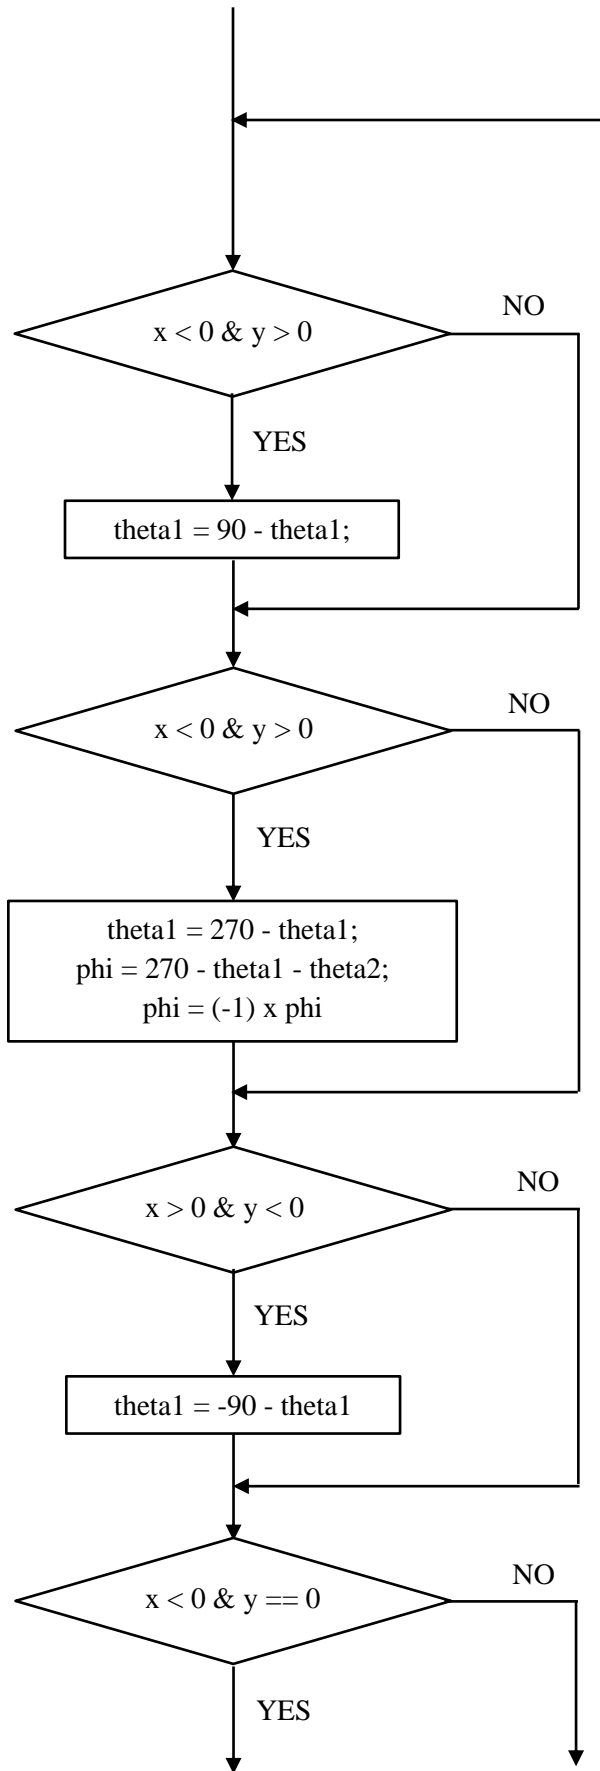 x < 0 & y > 0
NO
YES
theta1 = 90 - theta1;
x < 0 & y > 0
NO
YES
theta1 = 270 - theta1;
phi = 270 - theta1 - theta2;
phi = (-1) x phi
x > 0 & y < 0
NO
YES
theta1 = -90 - theta1
x < 0 & y == 0
NO
YES